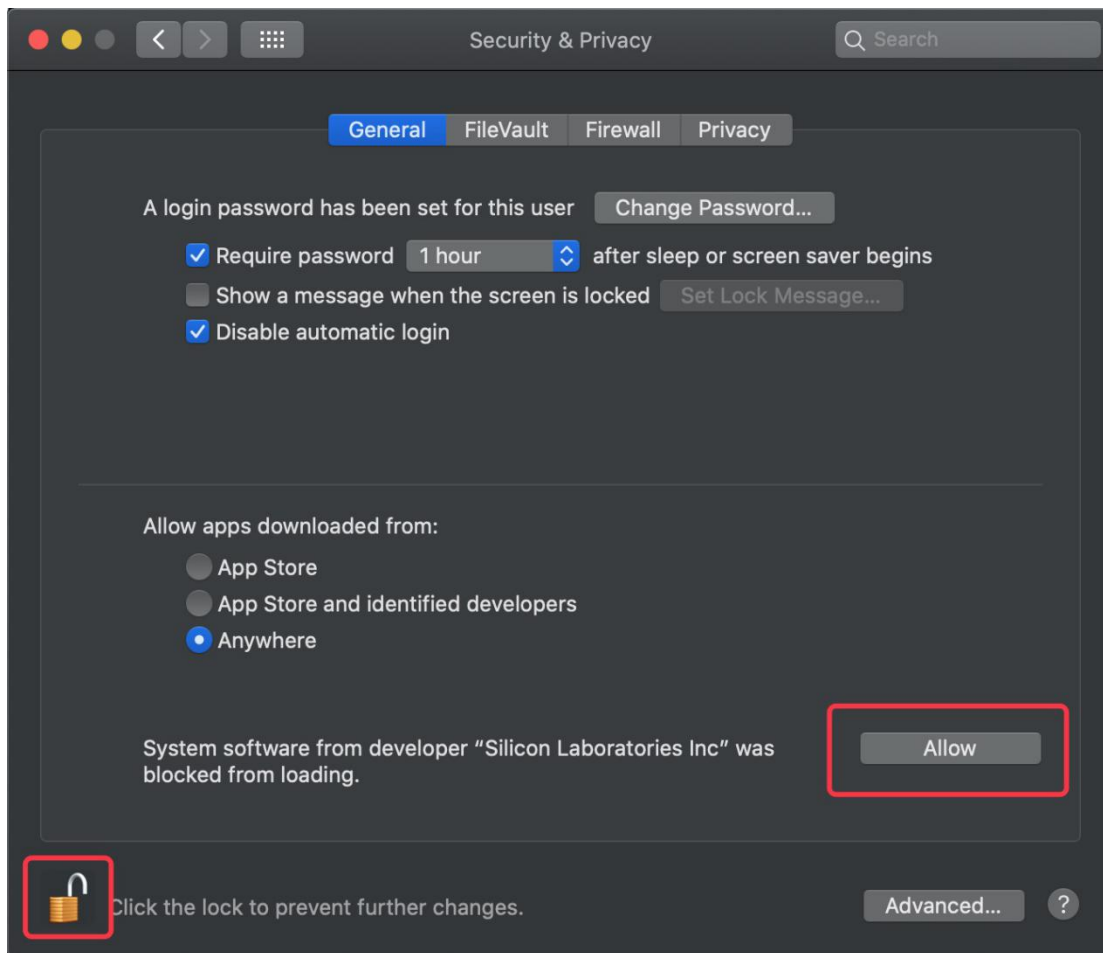 Security & Privacy
Search
General FileVault Firewall Privacy
A login password has been set for this user Change Password...
Require password 1 hour after sleep or screen saver begins
Show a message when the screen is locked Set Lock Message...
Disable automatic login
Allow apps downloaded from:
App Store
App Store and identified developers
Anywhere
System software from developer “Silicon Laboratories Inc” was Allow
blocked from loading.
Click the lock to prevent further changes. Advanced... ?